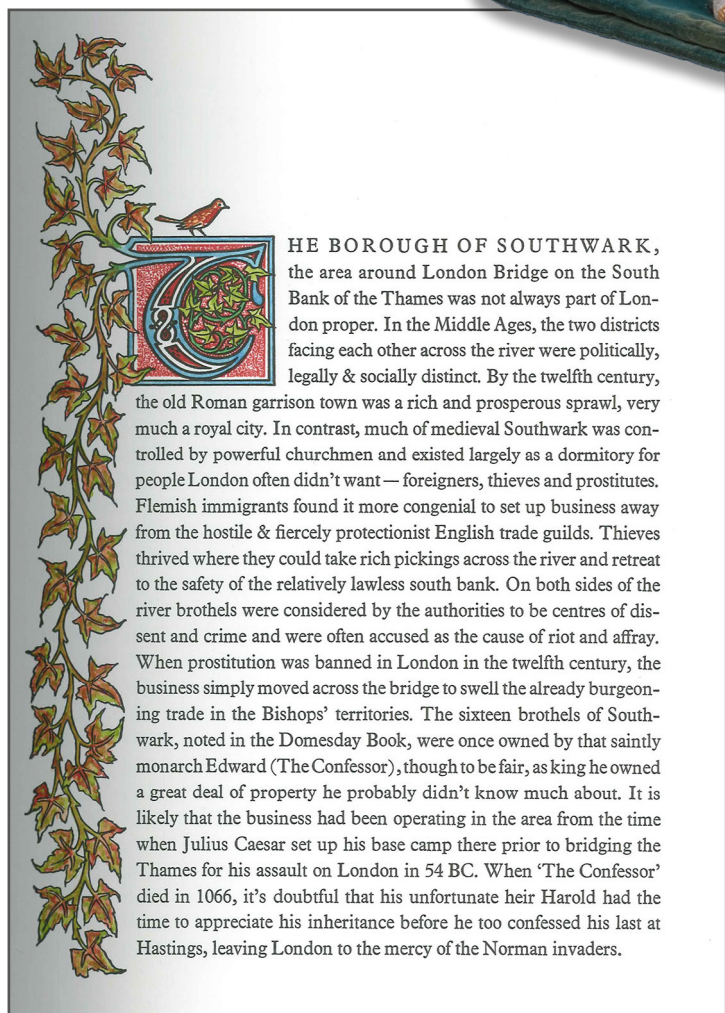 THE BOROUGH OF SOUTHWARK,
the area around London Bridge on the South
Bank of the Thames was not always part of Lon-
don proper. In the Middle Ages, the two districts
facing each other across the river were politically,
legally & socially distinct. By the twelfth century,
the old Roman garrison town was a rich and prosperous sprawl, very
much a royal city. In contrast, much of medieval Southwark was con-
trolled by powerful churchmen and existed largely as a dormitory for
people London often didn't want — foreigners, thieves and prostitutes.
Flemish immigrants found it more congenial to set up business away
from the hostile & fiercely protectionist English trade guilds. Thieves
thrived where they could take rich pickings across the river and retreat
to the safety of the relatively lawless south bank. On both sides of the
river brothels were considered by the authorities to be centres of dis-
sent and crime and were often accused as the cause of riot and affray.
When prostitution was banned in London in the twelfth century, the
business simply moved across the bridge to swell the already burgeon-
ing trade in the Bishops' territories. The sixteen brothels of South-
wark, noted in the Domesday Book, were once owned by that saintly
monarch Edward (The Confessor), though to be fair, as king he owned
a great deal of property he probably didn't know much about. It is
likely that the business had been operating in the area from the time
when Julius Caesar set up his base camp there prior to bridging the
Thames for his assault on London in 54 BC. When 'The Confessor'
died in 1066, it's doubtful that his unfortunate heir Harold had the
time to appreciate his inheritance before he too confessed his last at
Hastings, leaving London to the mercy of the Norman invaders.